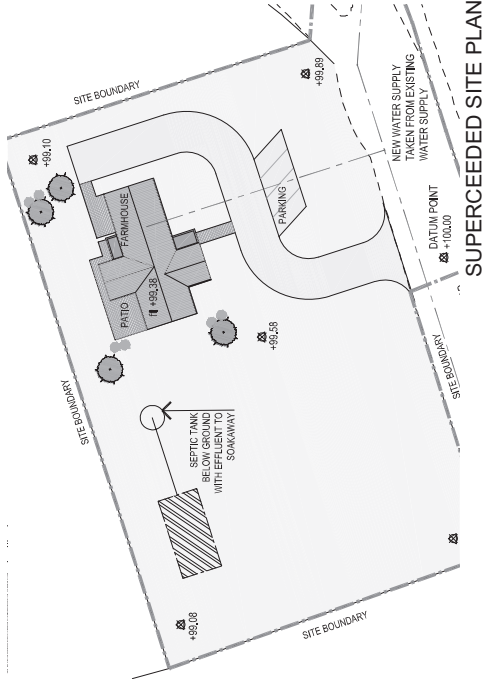 SITE BOUNDARY
+99.10
+99.89
FARMHOUSE
PATIO
ffl +99.38
PARKING
NEW WATER SUPPLY
TAKEN FROM EXISTING
WATER SUPPLY
DATUM POINT
+100.00
+99.58
SITE BOUNDARY
SEPTIC TANK
BELOW GROUND
WITH EFFLUENT TO
SOAKAWAY
SITE BOUNDARY
+99.08
SITE BOUNDARY
SUPERCEEDED SITE PLAN